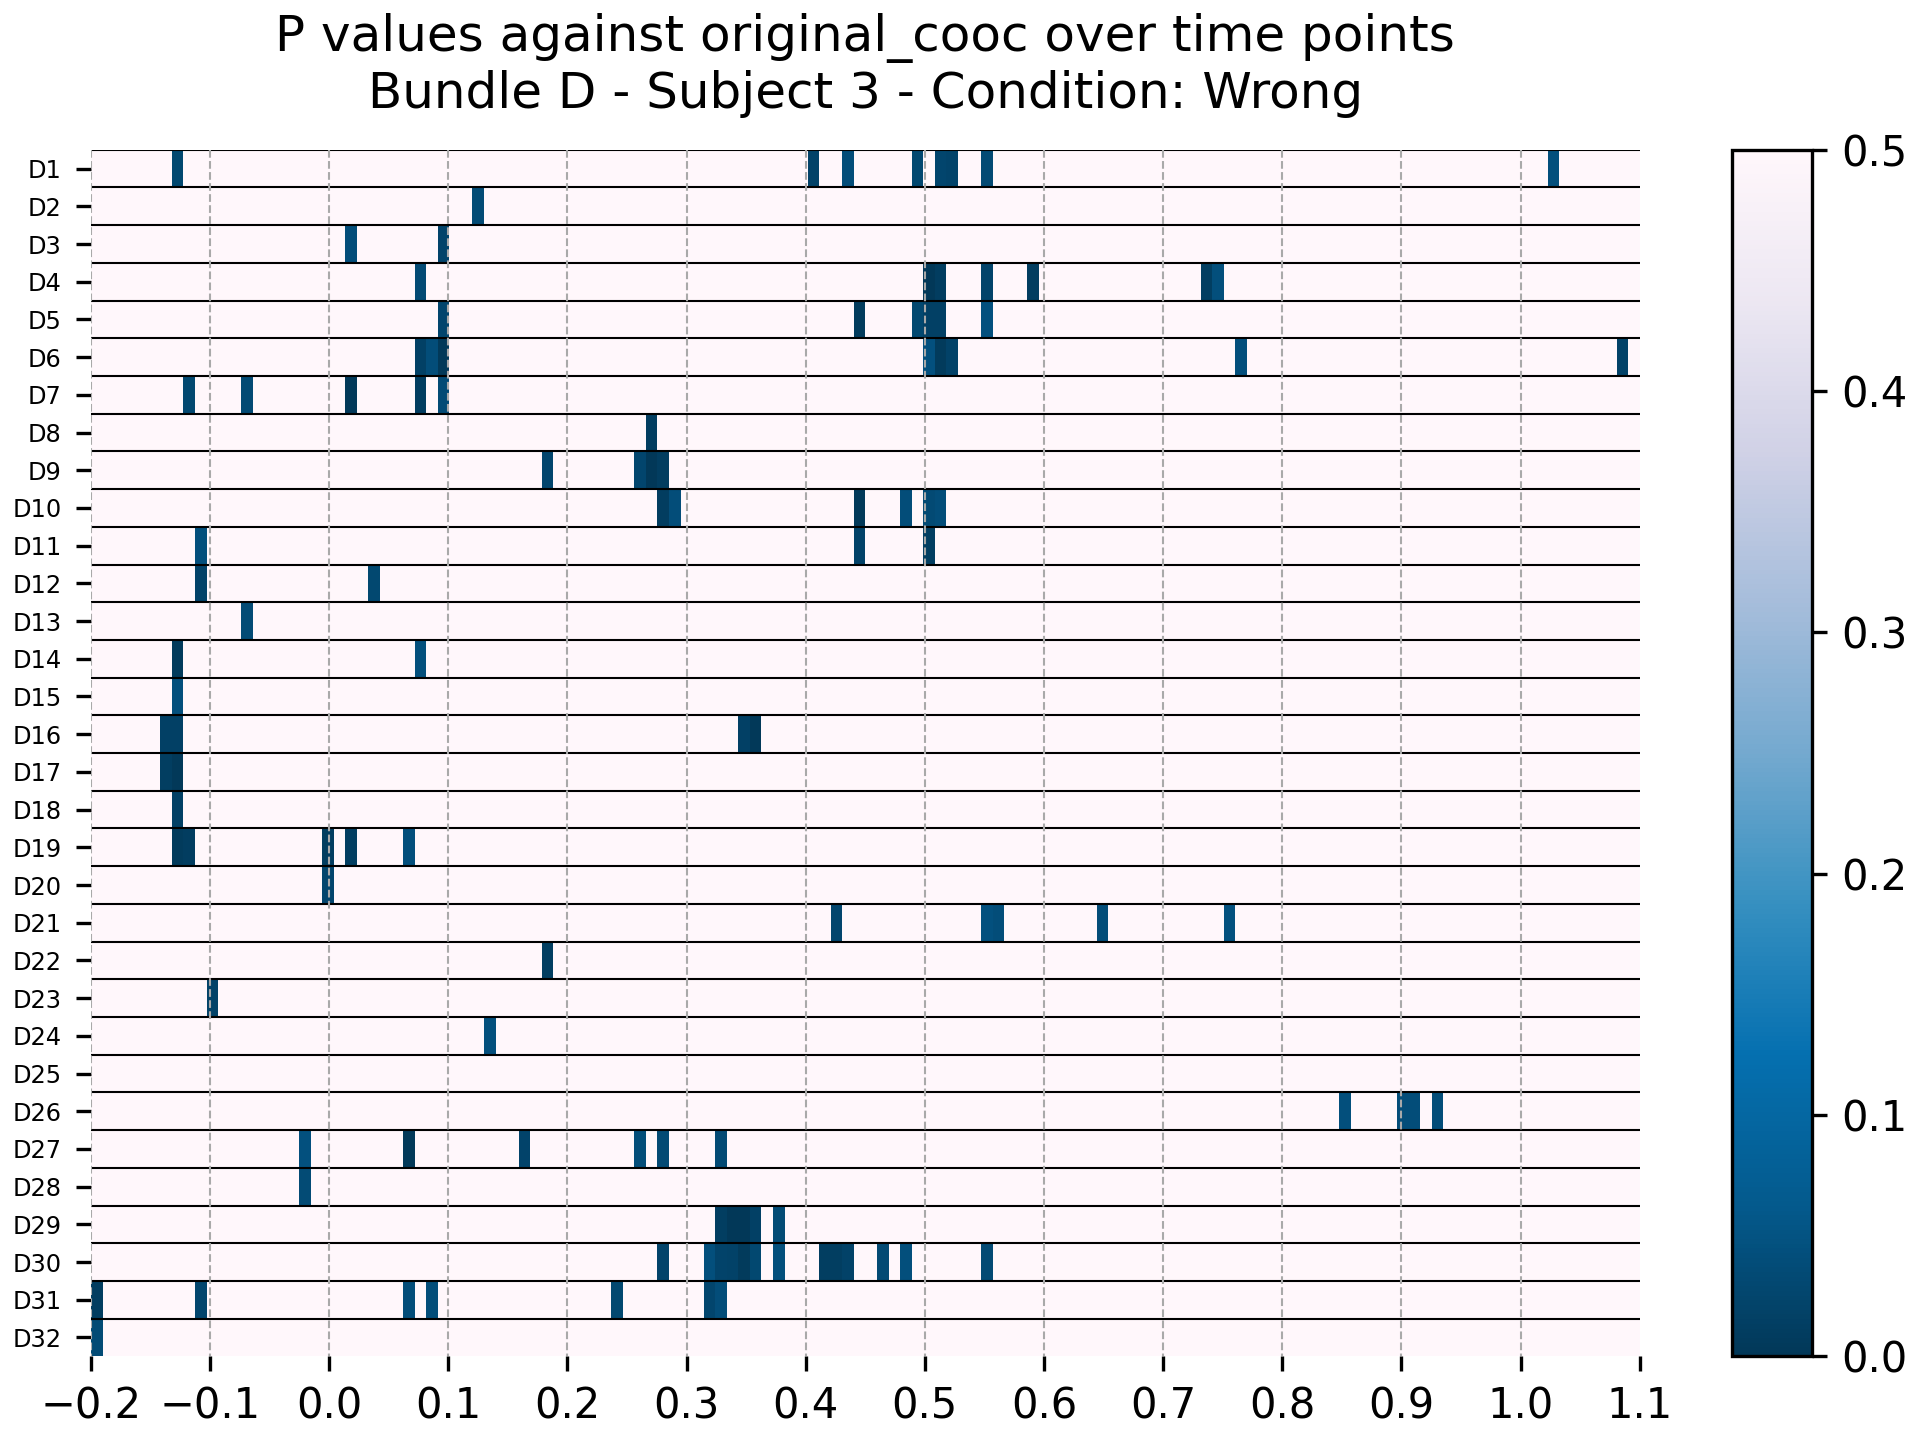 P values against original_cooc over time points
Bundle D - Subject 3 - Condition: Wrong
D1
D2
D3
D4
D5
D6
D7
D8
D9
D10
D11
D12
D13
D14
D15
D16
D17
D18
D19
D20
D21
D22
D23
D24
D25
D26
D27
D28
D29
D30
D31
D32
−0.2 −0.1 0.0 0.1 0.2 0.3 0.4 0.5 0.6 0.7 0.8 0.9 1.0 1.1
0.5
0.4
0.3
0.2
0.1
0.0